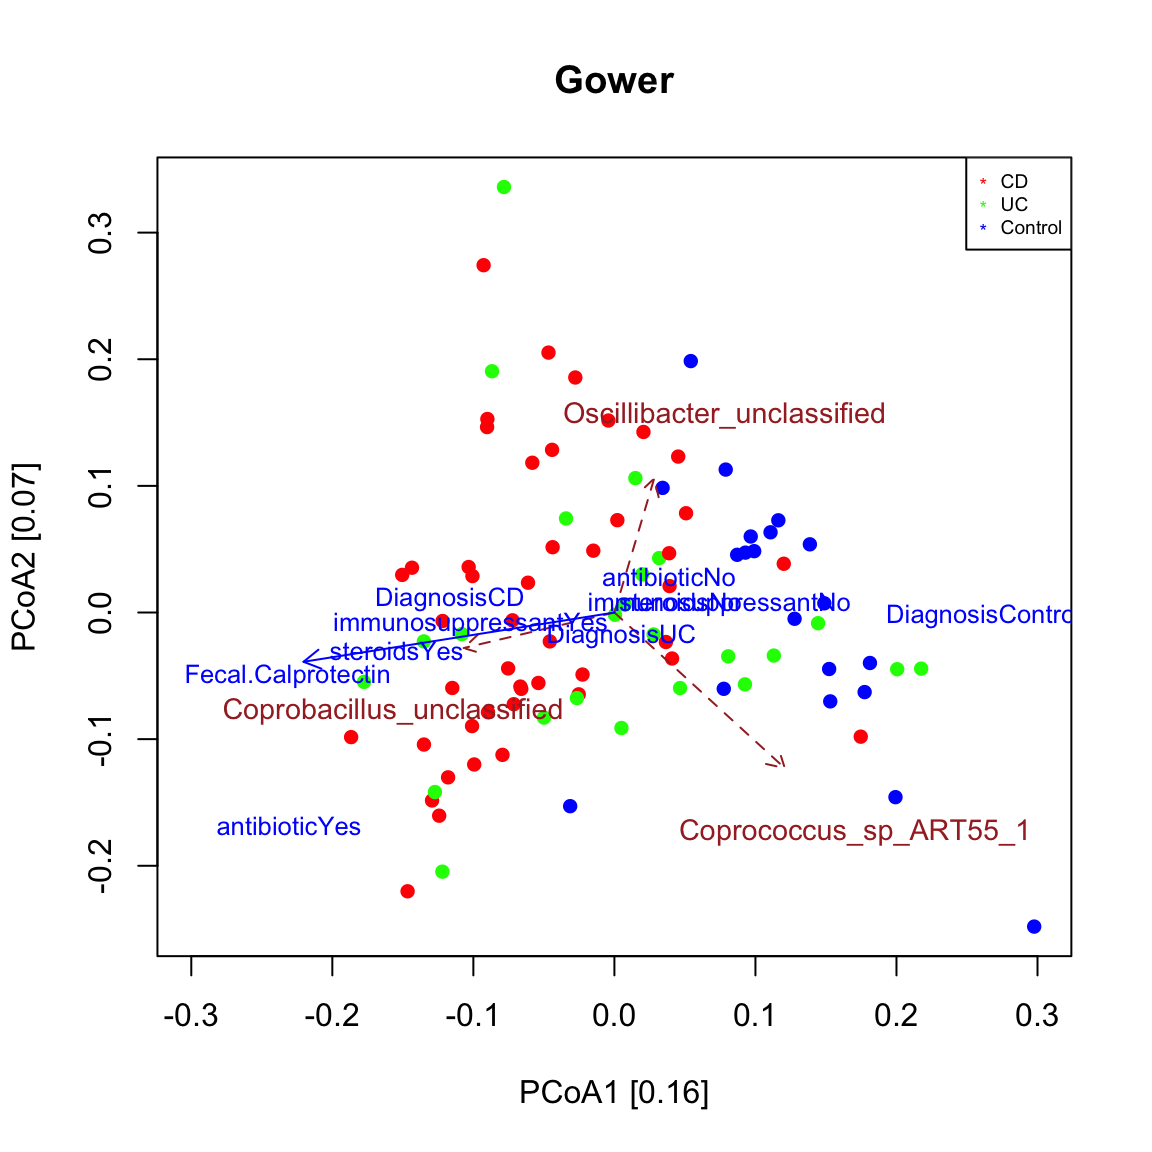 Gower
CD
UC
Control
0.3
0.2
0.1
0.0
-0.1
-0.2
PCoA2 [0.07]
Oscillibacter_unclassified
antibioticNo
DiagnosisCD
immunosuppressantNo
steroidsNo
DiagnosisContro
immunosuppressantYes
DiagnosisUC
steroidsYes
Fecal.Calprotectin
Coprobacillus_unclassified
antibioticYes
Coprococcus_sp_ART55_1
-0.3 -0.2 -0.1 0.0 0.1 0.2 0.3
PCoA1 [0.16]